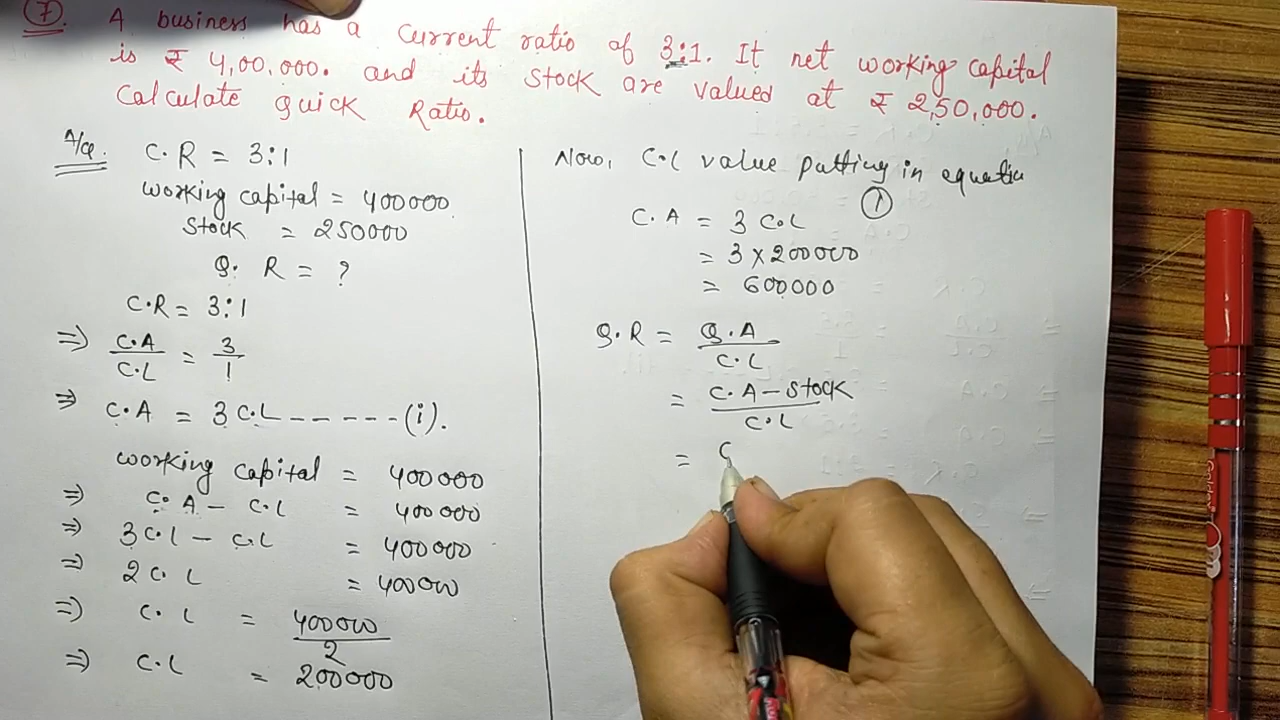 7. A business has a current ratio of 3:1. It net working capital
is ₹ 4,00,000. and its stock are valued at ₹ 2,50,000.
Calculate quick Ratio.
A/q. C.R = 3:1
working capital = 400000
Stock = 250000
Q. R = ?
C.R = 3:1
⇒ C.A/C.L = 3/1
⇒ C.A = 3 C.L ------(i).
working capital = 400000
⇒ C.A - C.L = 400000
⇒ 3C.L - C.L = 400000
⇒ 2C.L = 400000
⇒ C.L = 400000/2
⇒ C.L = 200000
Now, C.L value putting in equatic
①
C.A = 3 C.L
= 3 × 200000
= 600000
Q.R = Q.A/C.L
= C.A - Stock/C.L
=